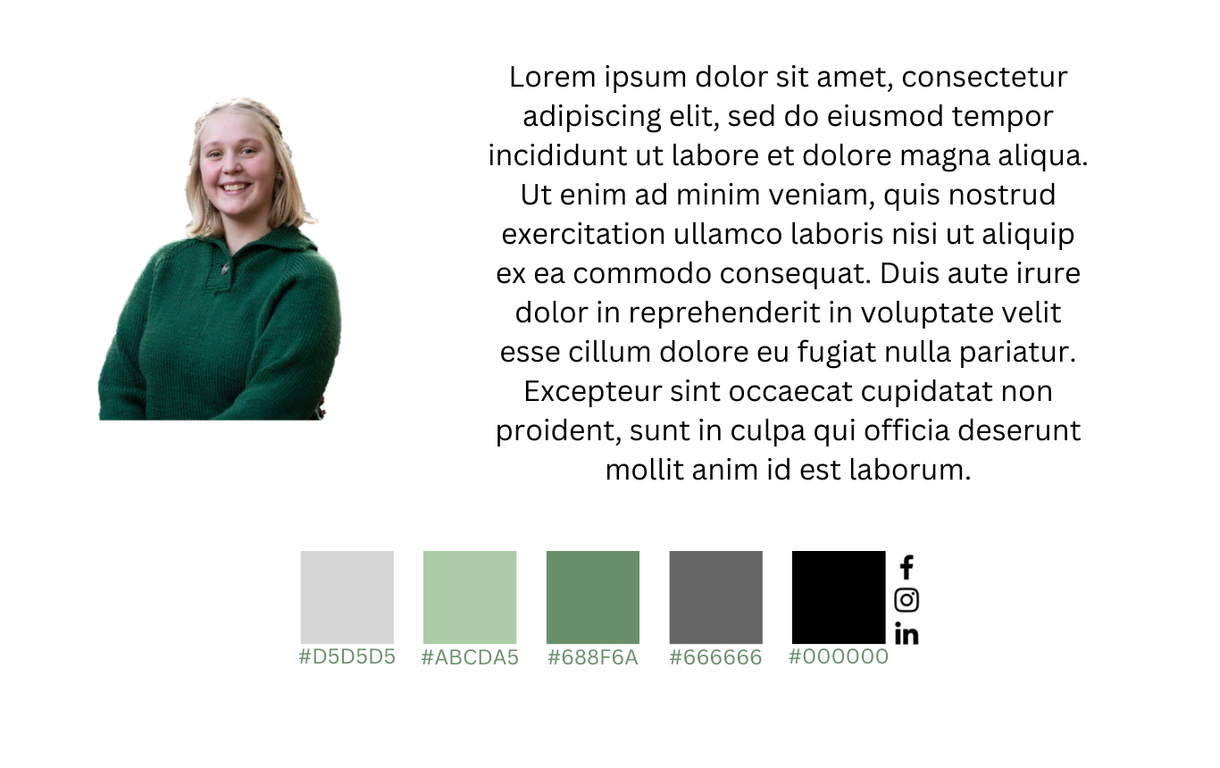 Lorem ipsum dolor sit amet, consectetur
adipiscing elit, sed do eiusmod tempor
incididunt ut labore et dolore magna aliqua.
Ut enim ad minim veniam, quis nostrud
exercitation ullamco laboris nisi ut aliquip
ex ea commodo consequat. Duis aute irure
dolor in reprehenderit in voluptate velit
esse cillum dolore eu fugiat nulla pariatur.
Excepteur sint occaecat cupidatat non
proident, sunt in culpa qui officia deserunt
mollit anim id est laborum.
#D5D5D5 #ABCDA5 #688F6A #666666 #000000